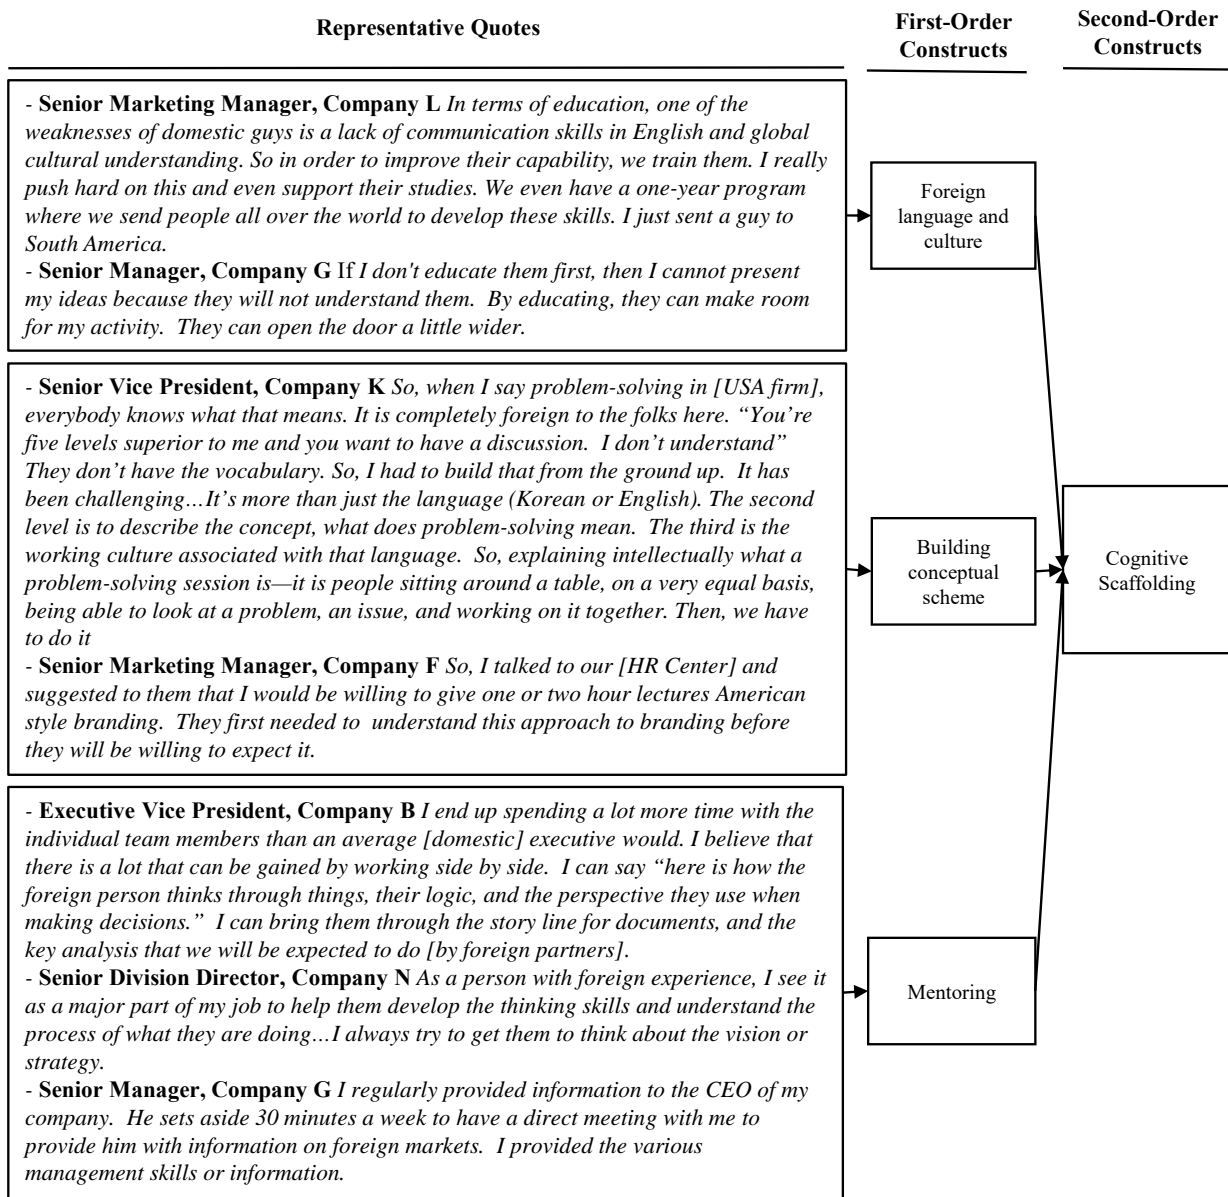 Representative Quotes
First-Order
Constructs
Second-Order
Constructs
- Senior Marketing Manager, Company L In terms of education, one of the
weaknesses of domestic guys is a lack of communication skills in English and global
cultural understanding. So in order to improve their capability, we train them. I really
push hard on this and even support their studies. We even have a one-year program
where we send people all over the world to develop these skills. I just sent a guy to
South America.
- Senior Manager, Company G If I don't educate them first, then I cannot present
my ideas because they will not understand them.  By educating, they can make room
for my activity.  They can open the door a little wider.
Foreign
language and
culture
- Senior Vice President, Company K So, when I say problem-solving in [USA firm],
everybody knows what that means. It is completely foreign to the folks here. “You’re
five levels superior to me and you want to have a discussion.  I don’t understand”
They don’t have the vocabulary. So, I had to build that from the ground up.  It has
been challenging…It’s more than just the language (Korean or English). The second
level is to describe the concept, what does problem-solving mean.  The third is the
working culture associated with that language.  So, explaining intellectually what a
problem-solving session is—it is people sitting around a table, on a very equal basis,
being able to look at a problem, an issue, and working on it together. Then, we have
to do it
- Senior Marketing Manager, Company F So, I talked to our [HR Center] and
suggested to them that I would be willing to give one or two hour lectures American
style branding.  They first needed to  understand this approach to branding before
they will be willing to expect it.
Building
conceptual
scheme
Cognitive
Scaffolding
- Executive Vice President, Company B I end up spending a lot more time with the
individual team members than an average [domestic] executive would. I believe that
there is a lot that can be gained by working side by side.  I can say “here is how the
foreign person thinks through things, their logic, and the perspective they use when
making decisions.”  I can bring them through the story line for documents, and the
key analysis that we will be expected to do [by foreign partners].
- Senior Division Director, Company N As a person with foreign experience, I see it
as a major part of my job to help them develop the thinking skills and understand the
process of what they are doing…I always try to get them to think about the vision or
strategy.
- Senior Manager, Company G I regularly provided information to the CEO of my
company.  He sets aside 30 minutes a week to have a direct meeting with me to
provide him with information on foreign markets.  I provided the various
management skills or information.
Mentoring